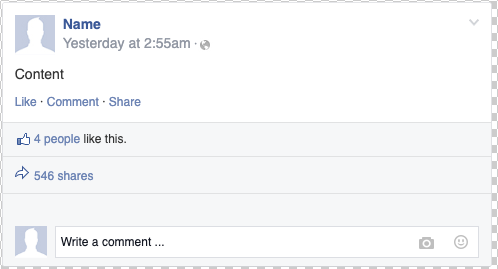 Name
Yesterday at 2:55am ·
Content
Like · Comment · Share
4 people like this.
546 shares
Write a comment ...